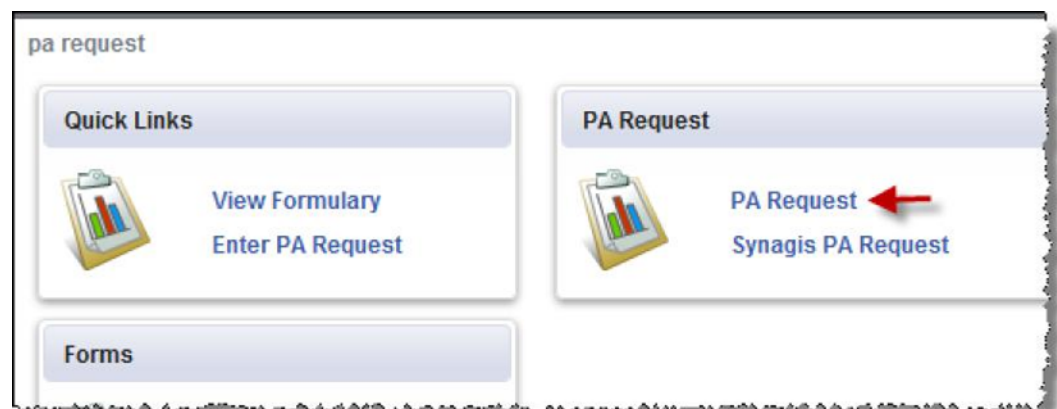 pa request
Quick Links
View Formulary
Enter PA Request
PA Request
PA Request
Synagis PA Request
Forms